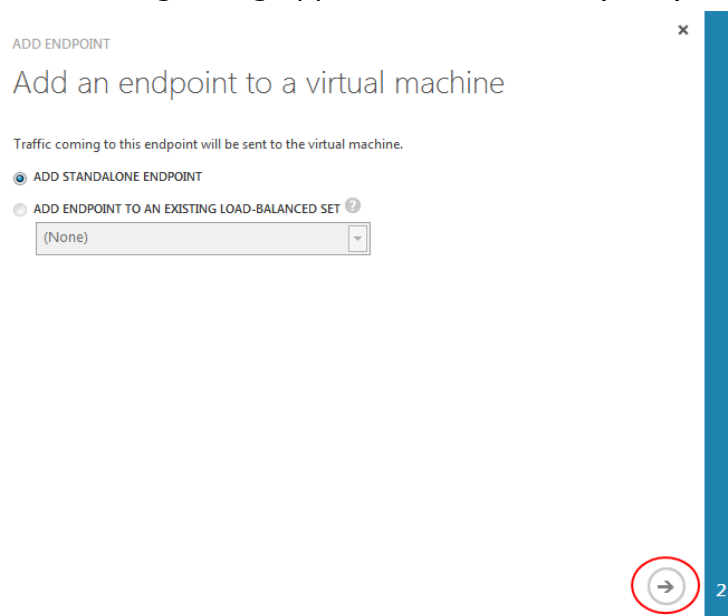 ADD ENDPOINT
Add an endpoint to a virtual machine
Traffic coming to this endpoint will be sent to the virtual machine.
ADD STANDALONE ENDPOINT
ADD ENDPOINT TO AN EXISTING LOAD-BALANCED SET ?
(None)
2